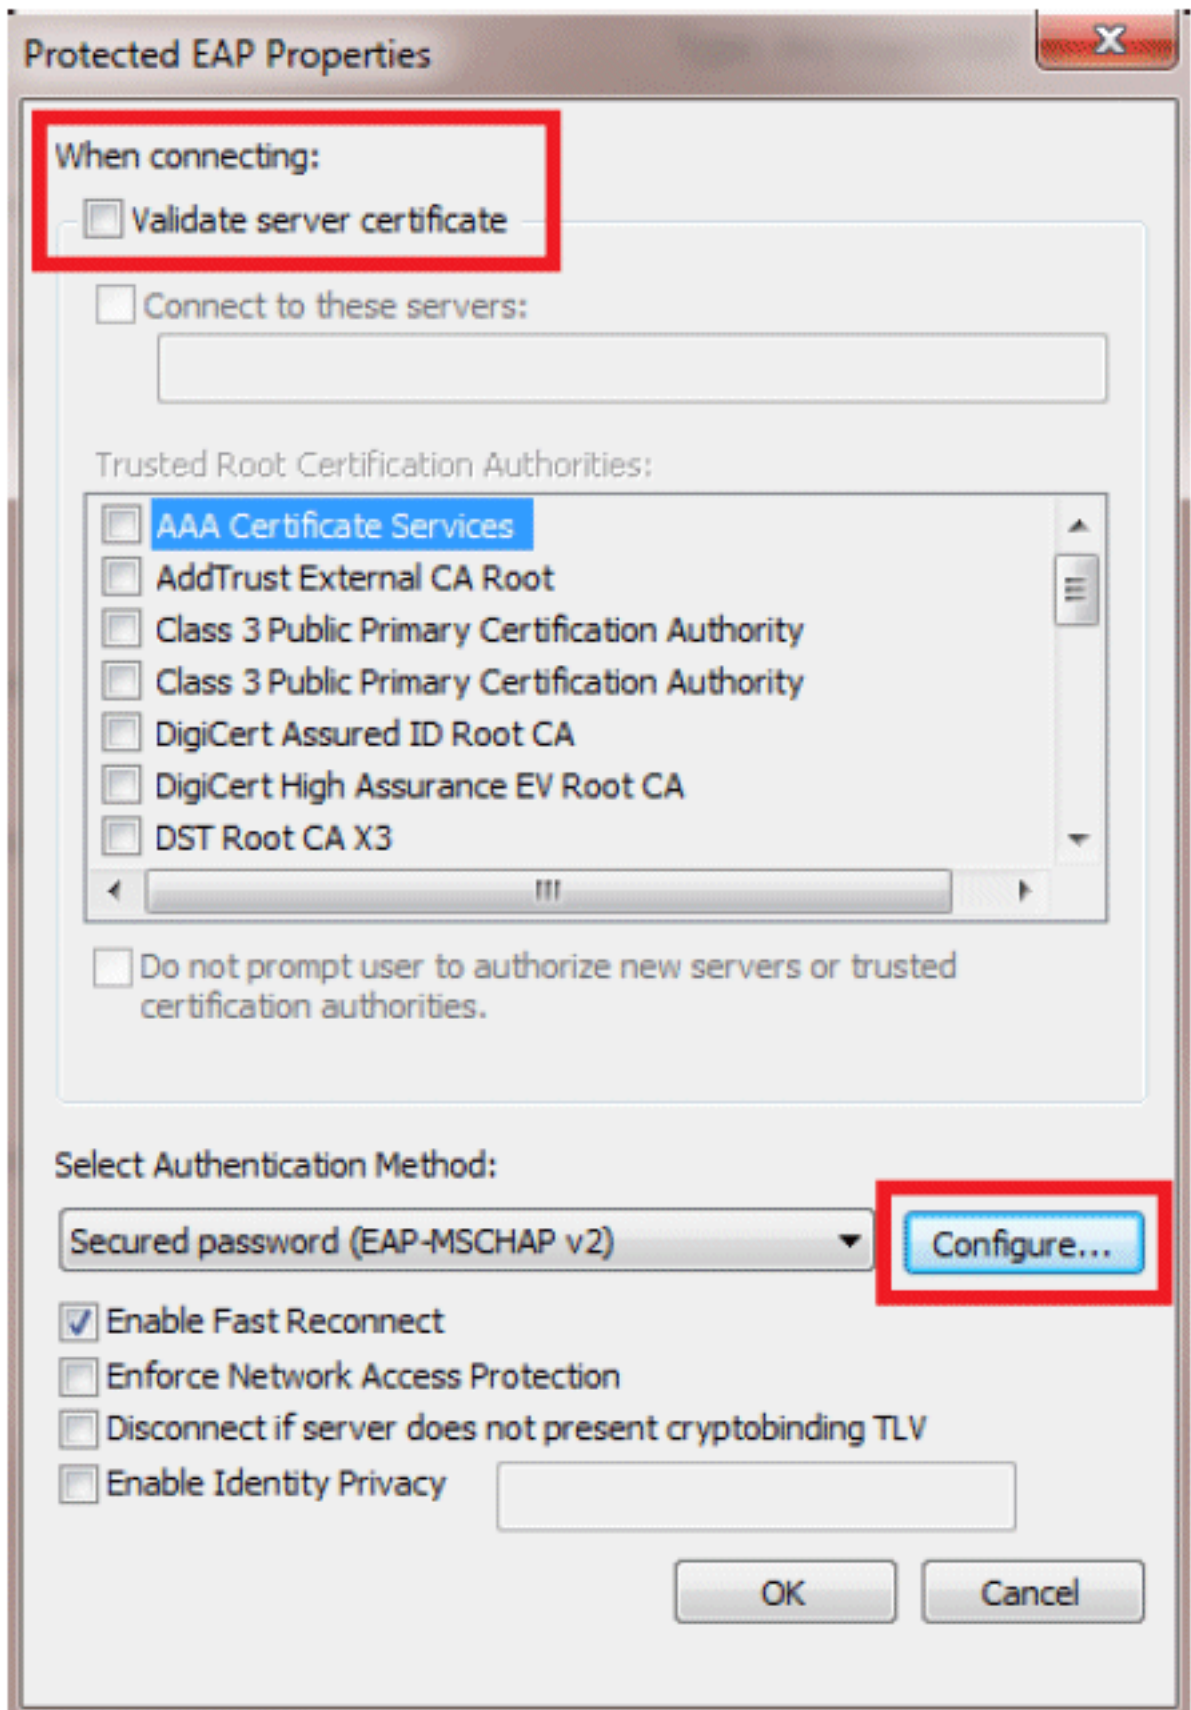 Protected EAP Properties
When connecting:
Validate server certificate
Connect to these servers:
Trusted Root Certification Authorities:
AAA Certificate Services
AddTrust External CA Root
Class 3 Public Primary Certification Authority
Class 3 Public Primary Certification Authority
DigiCert Assured ID Root CA
DigiCert High Assurance EV Root CA
DST Root CA X3
Do not prompt user to authorize new servers or trusted
certification authorities.
Select Authentication Method:
Secured password (EAP-MSCHAP v2)
Configure...
Enable Fast Reconnect
Enforce Network Access Protection
Disconnect if server does not present cryptobinding TLV
Enable Identity Privacy
OK
Cancel